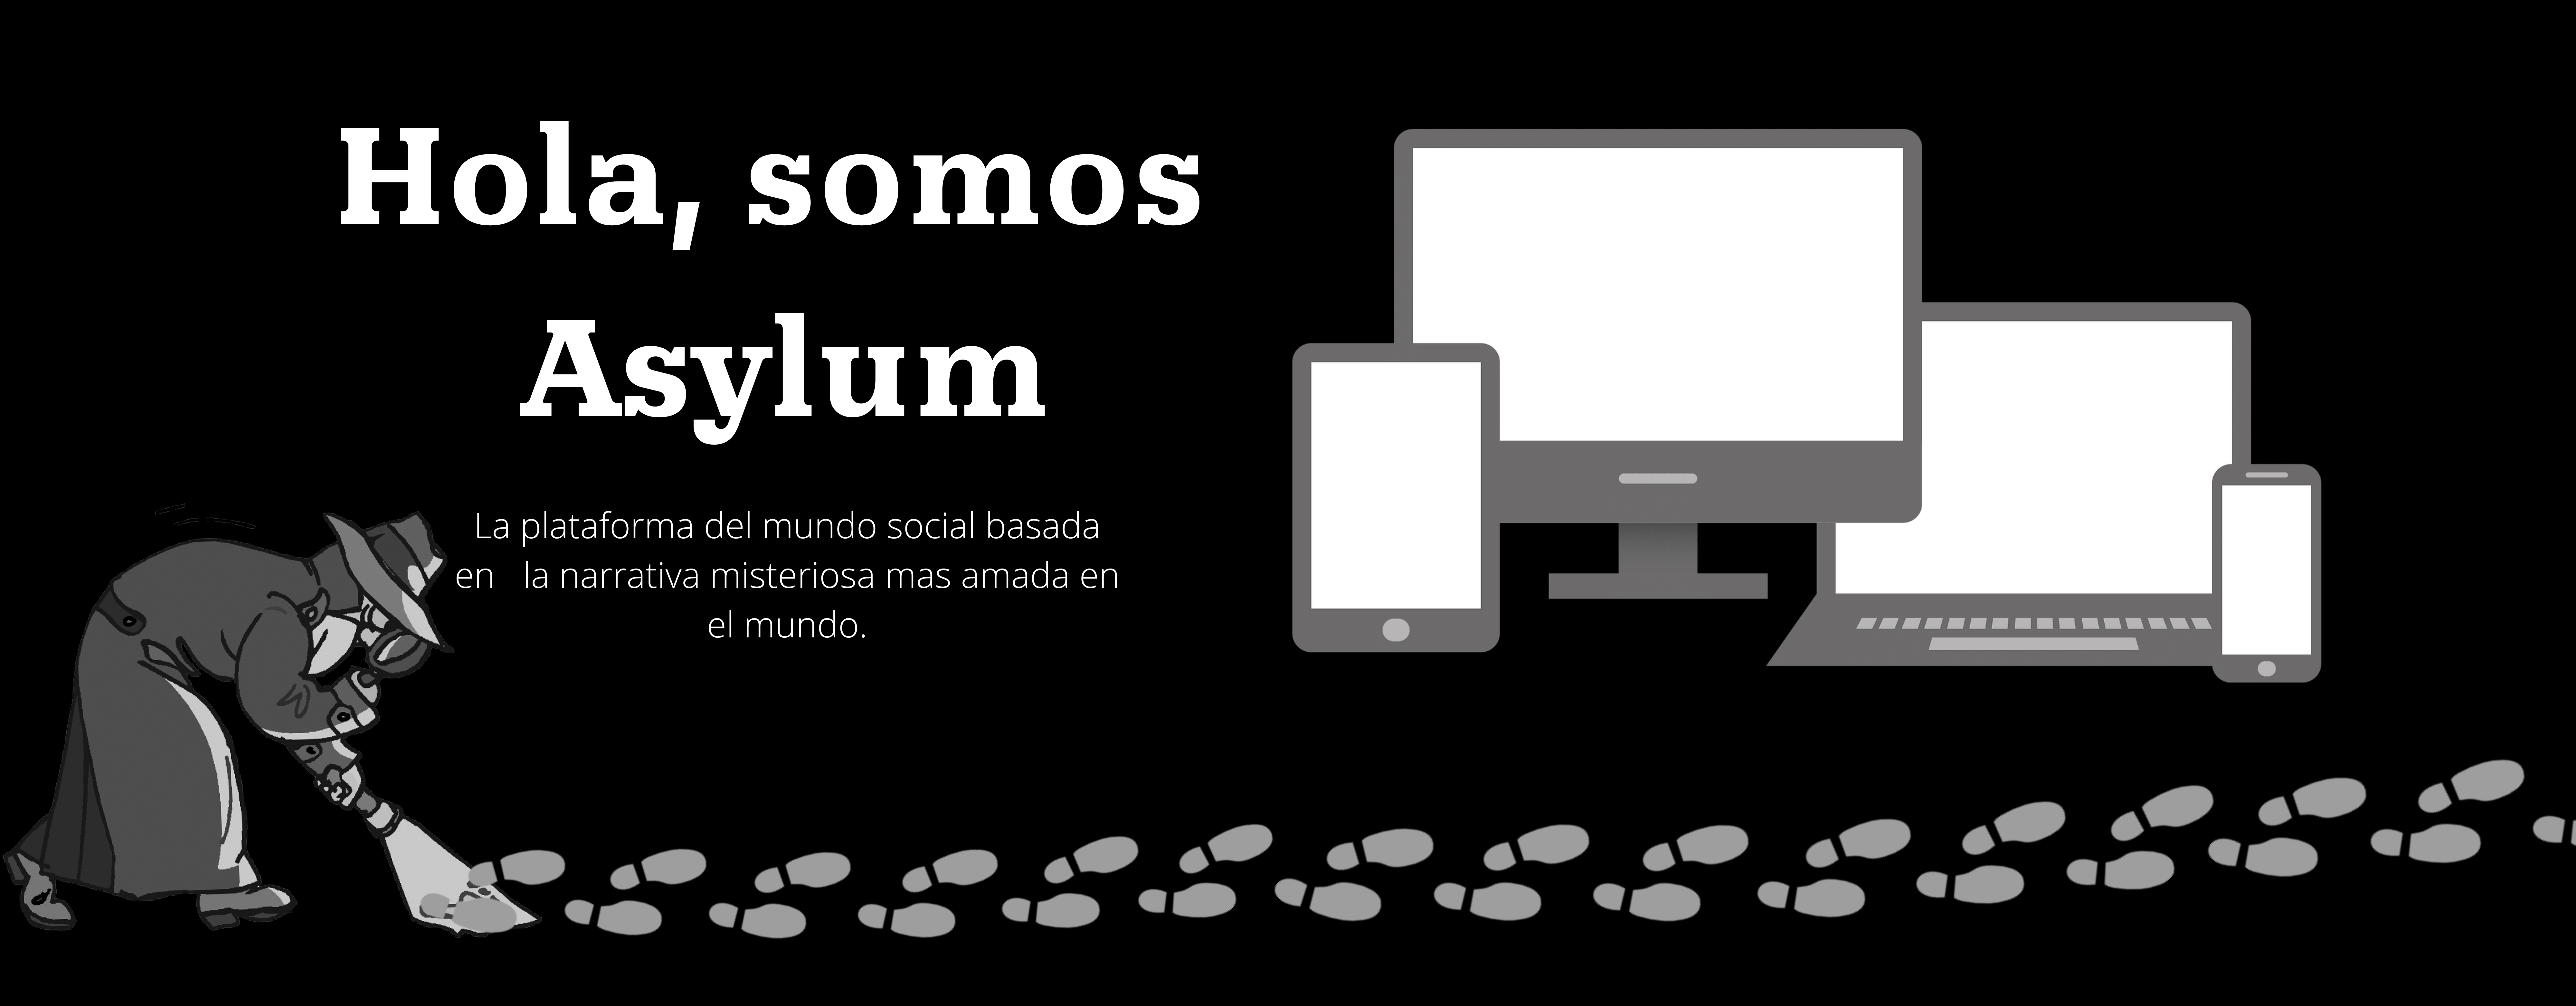 Hola, somos
Asylum
La plataforma del mundo social basada
en   la narrativa misteriosa mas amada en
el mundo.